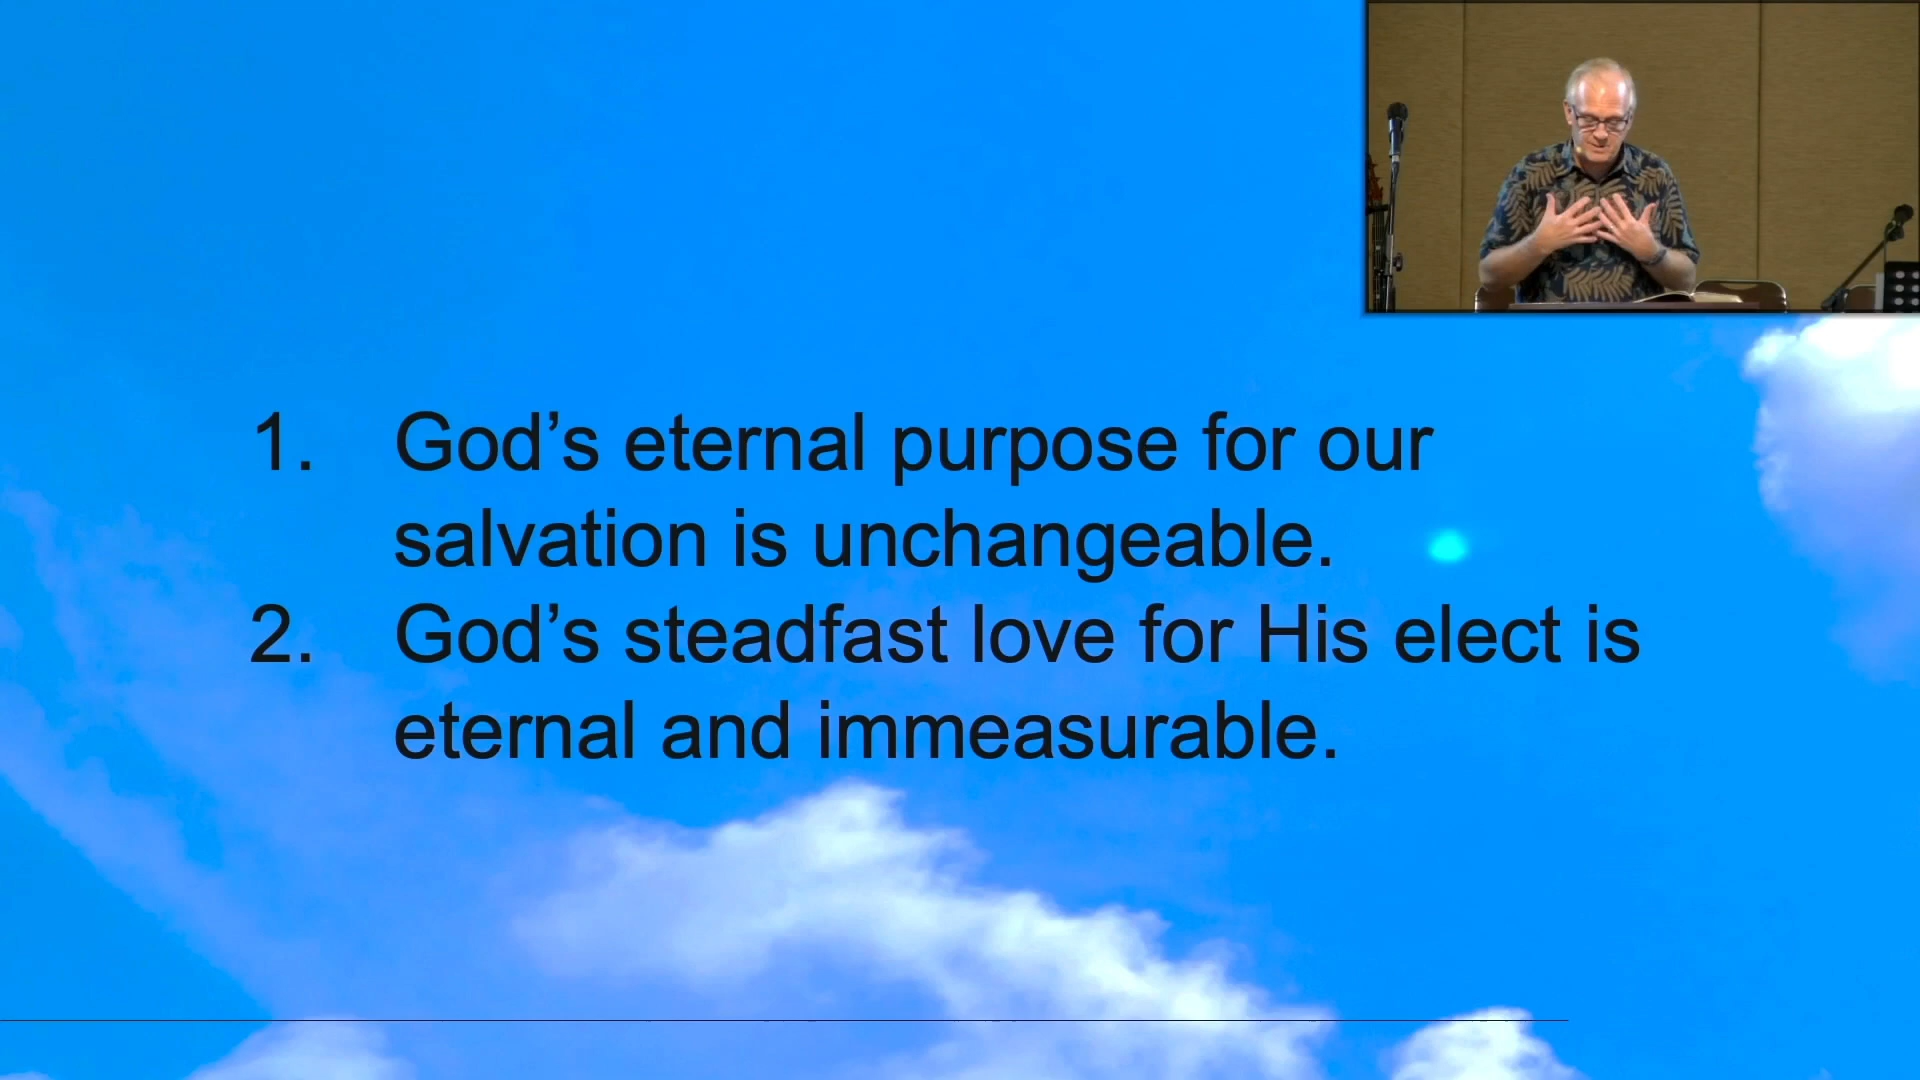 1. God’s eternal purpose for our
salvation is unchangeable.
2. God’s steadfast love for His elect is
eternal and immeasurable.